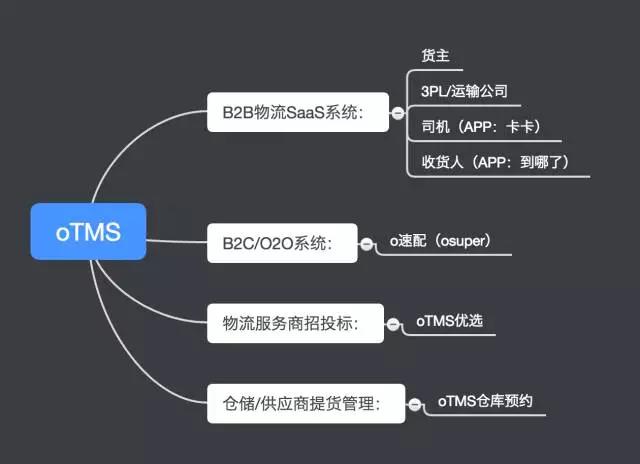 oTMS
B2B物流SaaS系统：
货主
3PL/运输公司
司机（APP：卡卡）
收货人（APP：到哪了）
B2C/O2O系统：
o速配（osuper）
物流服务商招投标：
oTMS优选
仓储/供应商提货管理：
oTMS仓库预约